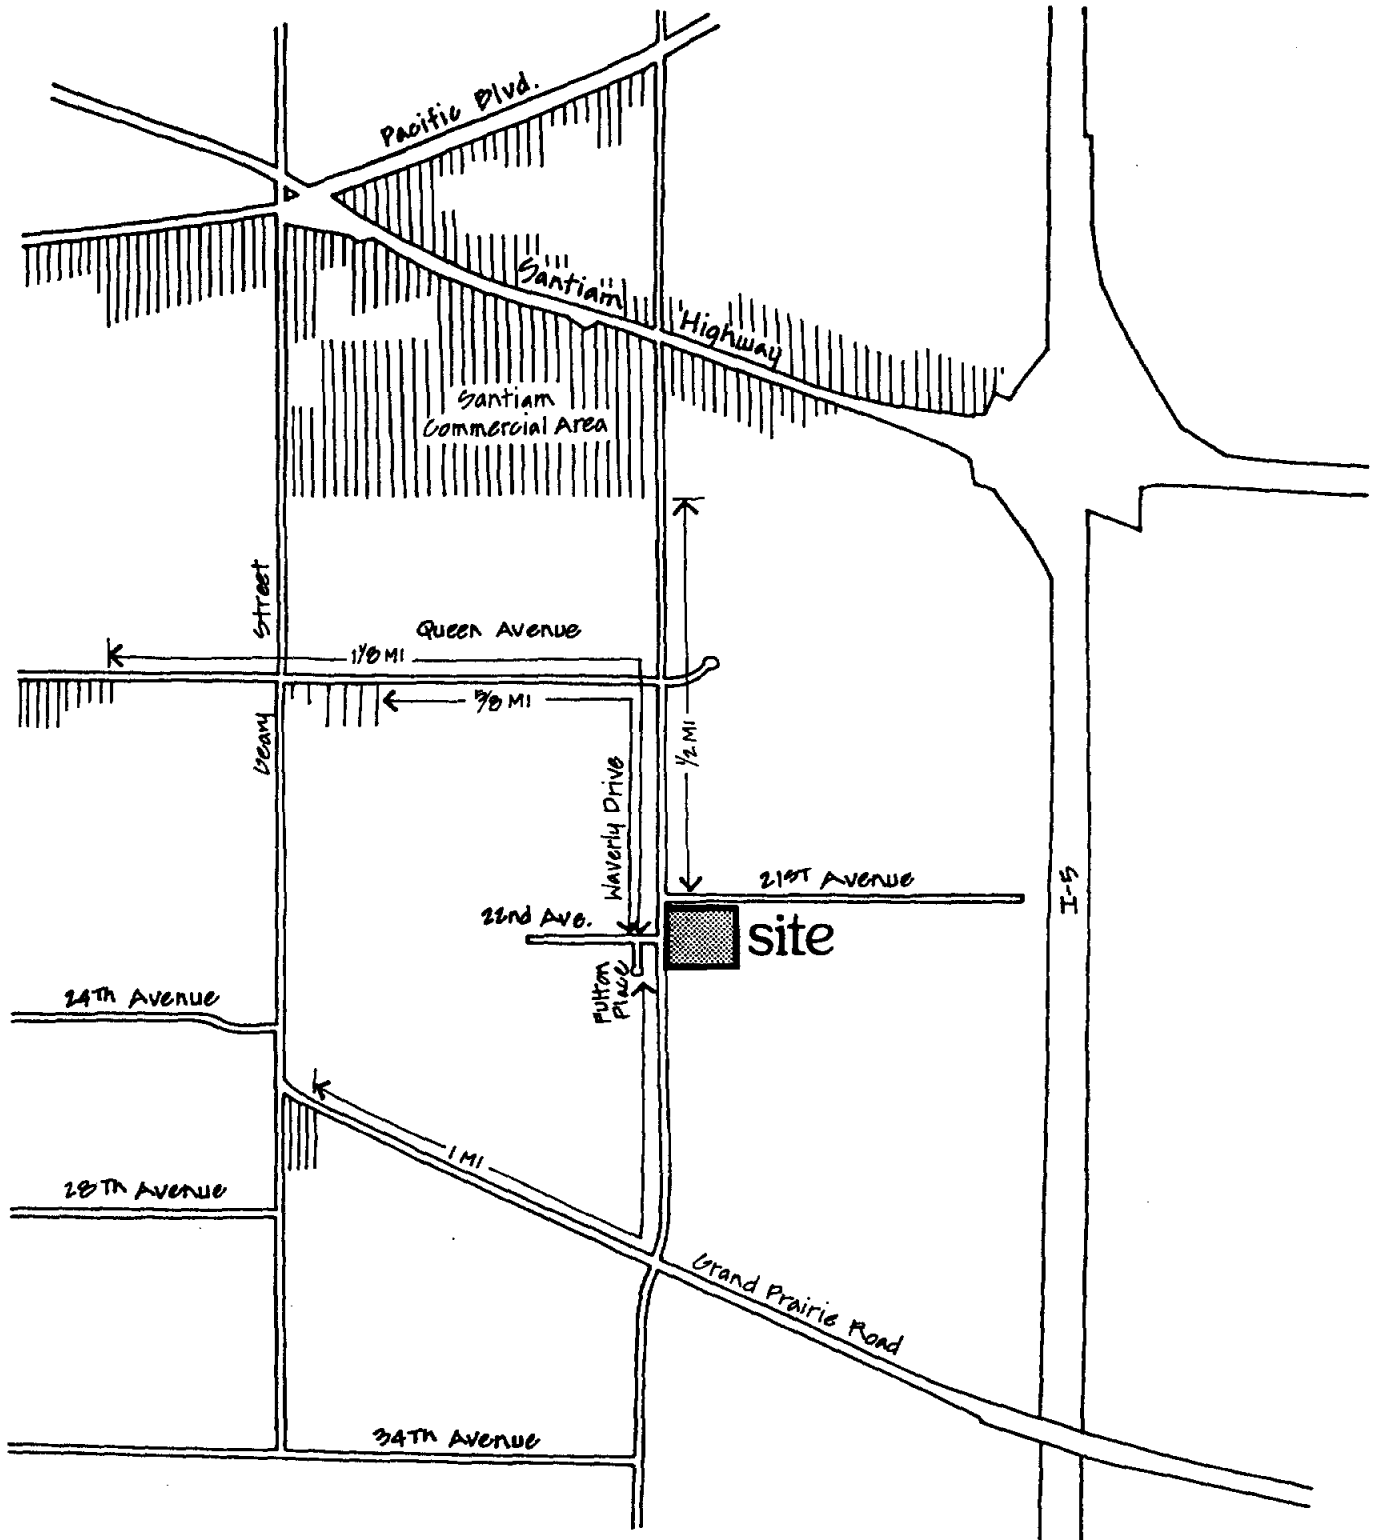 Pacific Blvd.
Santiam
Highway
Santiam
Commercial Area
Street
Queen Avenue
1 1/8 MI
5/8 MI
Geary
1/2 MI
Waverly Drive
21ST Avenue
I-5
22nd Ave.
site
Fulton
Place
24TH Avenue
1 MI
28TH Avenue
Grand Prairie Road
34TH Avenue